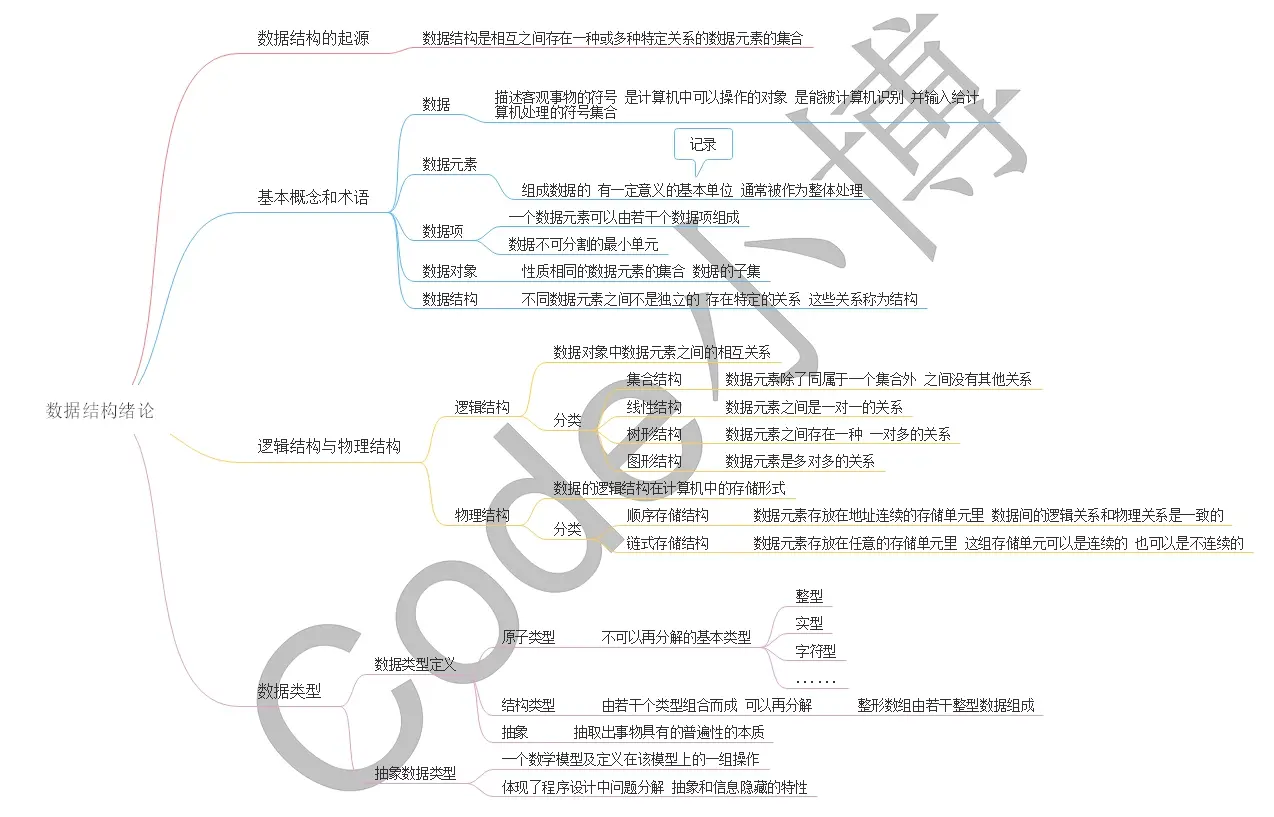 数据结构的起源
数据结构是相互之间存在一种或多种特定关系的数据元素的集合
数据
描述客观事物的符号 是计算机中可以操作的对象 是能被计算机识别 并输入给计
算机处理的符号集合
记录
数据元素
组成数据的 有一定意义的基本单位 通常被作为整体处理
基本概念和术语
一个数据元素可以由若干个数据项组成
数据项
数据不可分割的最小单元
数据对象
性质相同的数据元素的集合 数据的子集
数据结构
不同数据元素之间不是独立的 存在特定的关系 这些关系称为结构
数据对象中数据元素之间的相互关系
集合结构
数据元素除了同属于一个集合外 之间没有其他关系
逻辑结构
线性结构
数据元素之间是一对一的关系
数据结构绪论
分类
树形结构
数据元素之间存在一种 一对多的关系
逻辑结构与物理结构
图形结构
数据元素是多对多的关系
数据的逻辑结构在计算机中的存储形式
物理结构
顺序存储结构
数据元素存放在地址连续的存储单元里 数据间的逻辑关系和物理关系是一致的
分类
链式存储结构
数据元素存放在任意的存储单元里 这组存储单元可以是连续的 也可以是不连续的
整型
实型
原子类型
不可以再分解的基本类型
字符型
数据类型定义
……
数据类型
结构类型
由若干个类型组合而成 可以再分解
整形数组由若干整型数据组成
抽象
抽取出事物具有的普遍性的本质
一个数学模型及定义在该模型上的一组操作
抽象数据类型
体现了程序设计中问题分解 抽象和信息隐藏的特性
Code小博